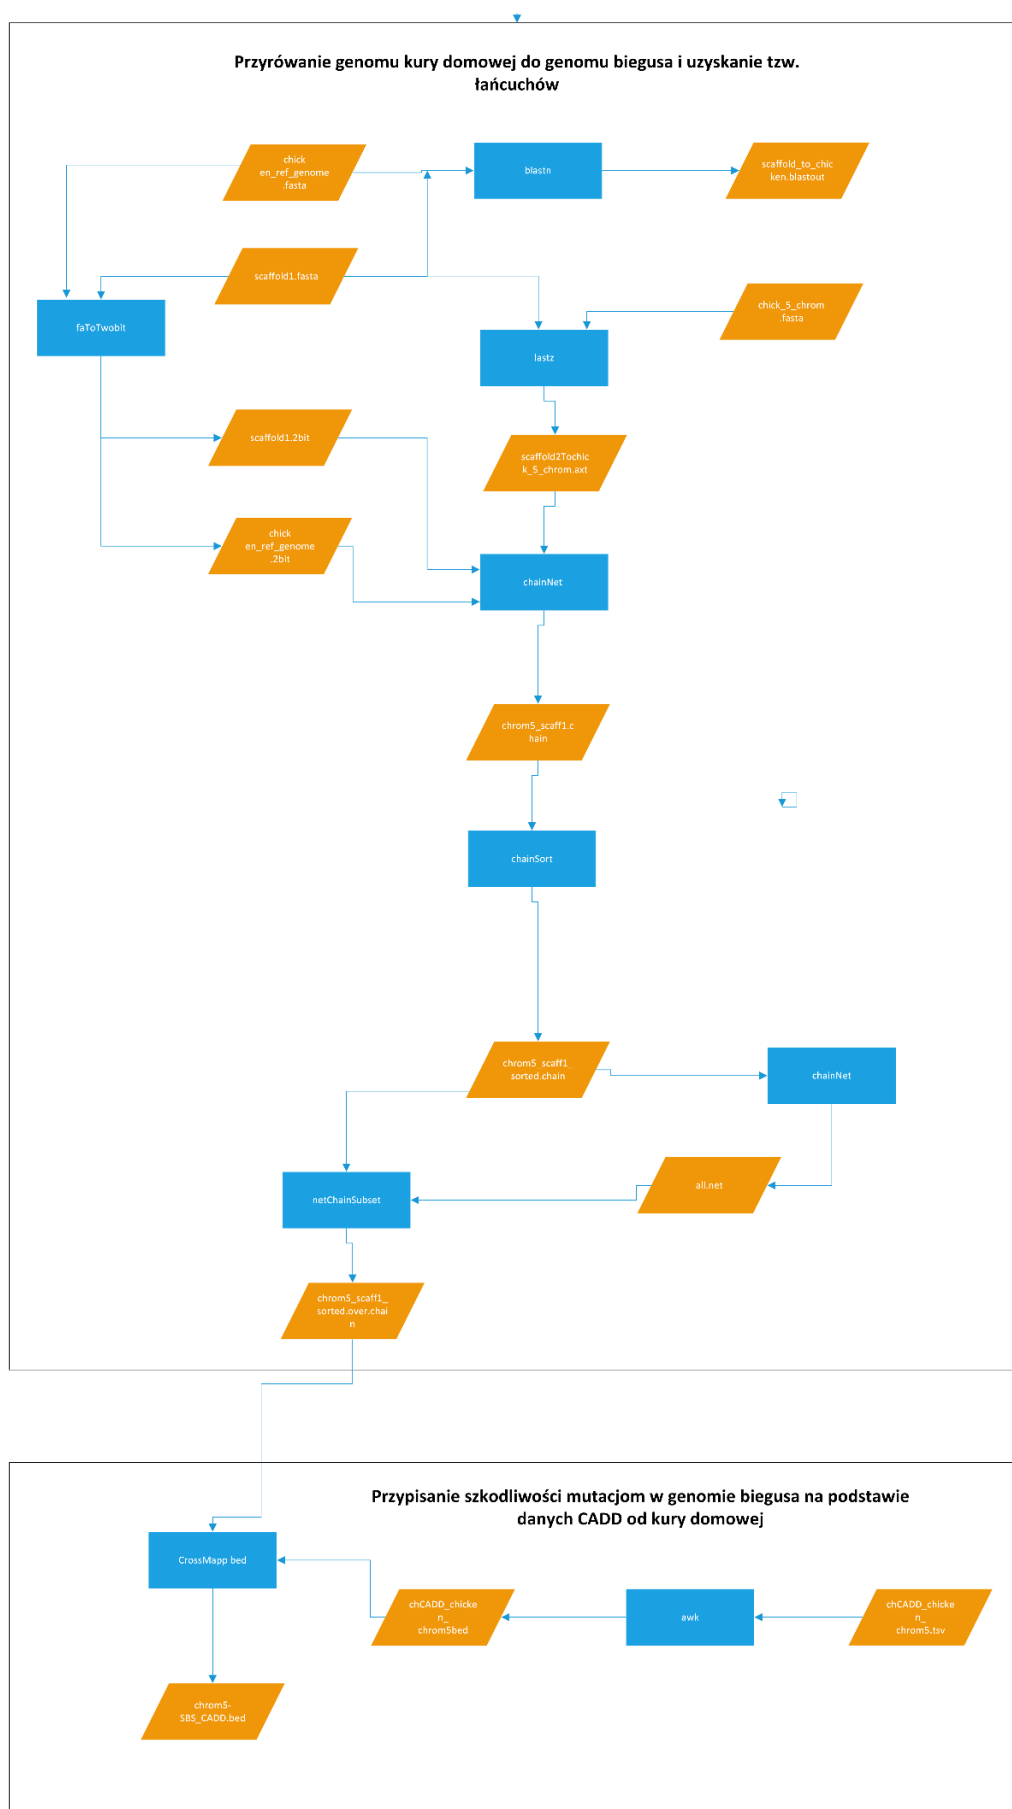 Przyrówanie genomu kury domowej do genomu biegusa i uzyskanie tzw.
łańcuchów
chick
en_ref_genome
.fasta
blastn
scaffold_to_chic
ken.blastout
scaffold1.fasta
chick_5_chrom
.fasta
faToTwobIt
lastz
scaffold1.2bit
scaffold2Tochic
k_5_chrom.axt
chick
en_ref_genome
.2bit
chainNet
chrom5_scaff1.c
hain
chainSort
chrom5_scaff1_
sorted.chain
chainNet
netChainSubset
all.net
chrom5_scaff1_
sorted.over.chai
n
Przypisanie szkodliwości mutacjom w genomie biegusa na podstawie
danych CADD od kury domowej
CrossMapp bed
chCADD_chicke
n_
chrom5bed
awk
chCADD_chicke
n_
chrom5.tsv
chrom5-
SBS_CADD.bed